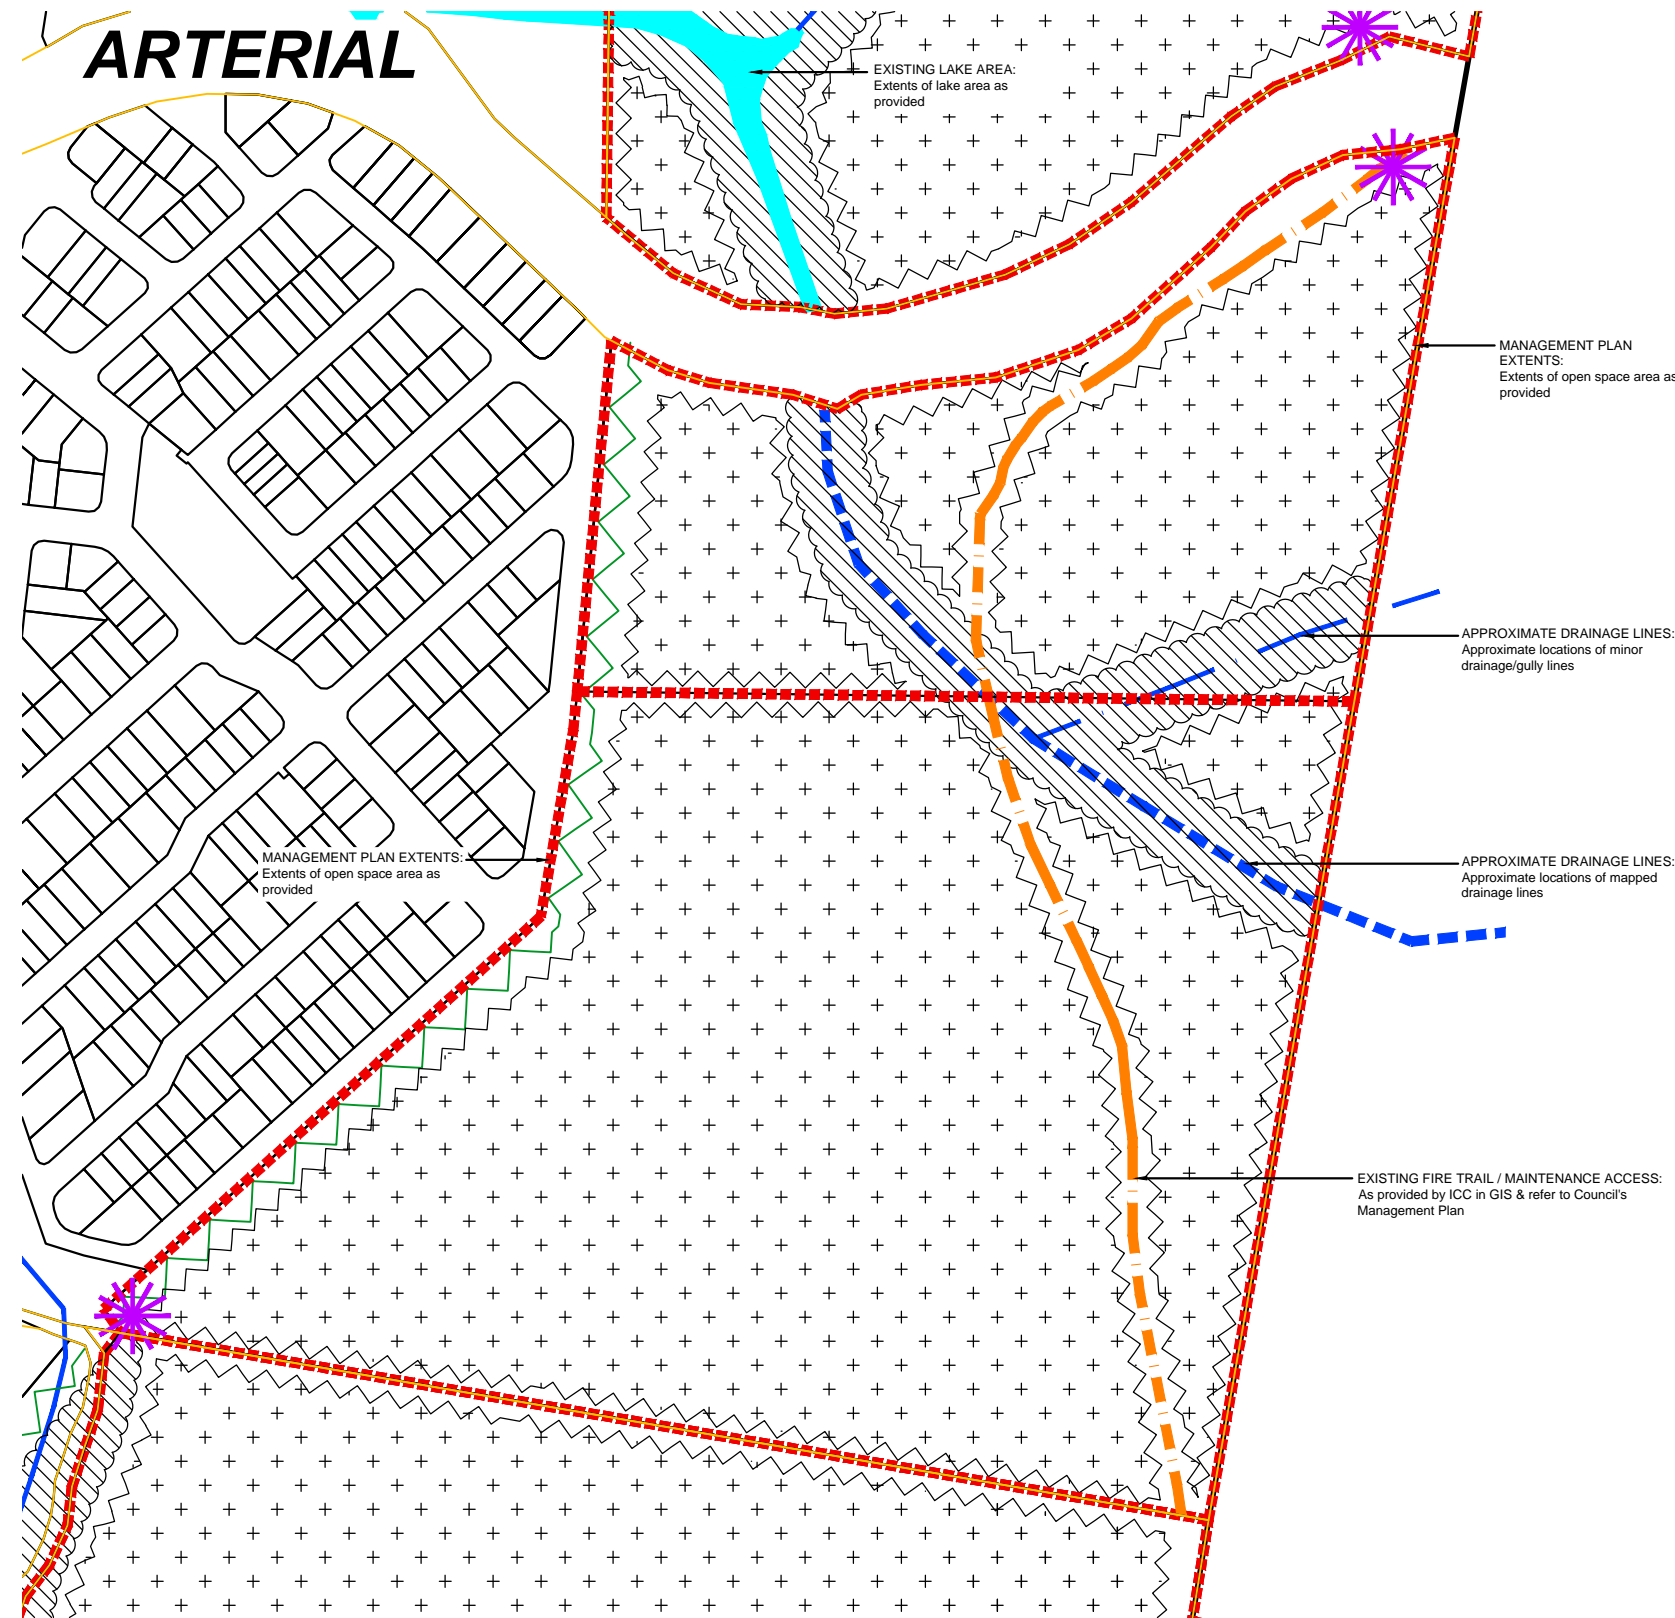 ARTERIAL
EXISTING LAKE AREA:
Extents of lake area as
provided
MANAGEMENT PLAN
EXTENTS:
Extents of open space area as
provided
APPROXIMATE DRAINAGE LINES:
Approximate locations of minor
drainage/gully lines
MANAGEMENT PLAN EXTENTS:
Extents of open space area as
provided
APPROXIMATE DRAINAGE LINES:
Approximate locations of mapped
drainage lines
EXISTING FIRE TRAIL / MAINTENANCE ACCESS:
As provided by ICC in GIS & refer to Council's
Management Plan